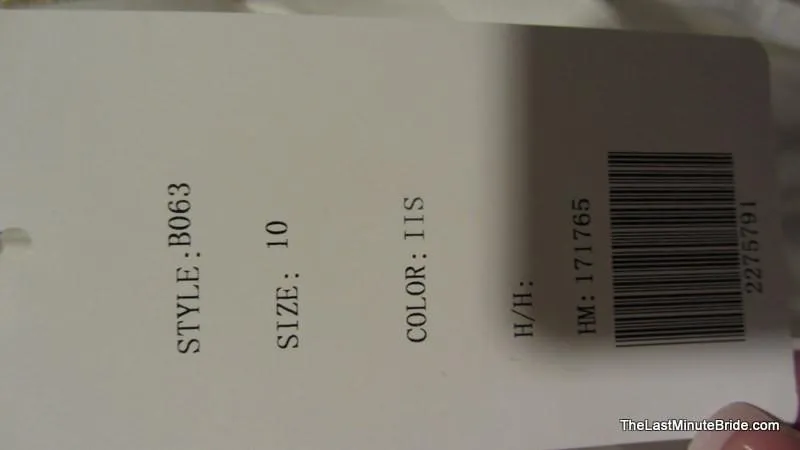 STYLE:B063
SIZE: 10
COLOR: IIS
H/H:
HM: 171765
2275791
TheLastMinuteBride.com